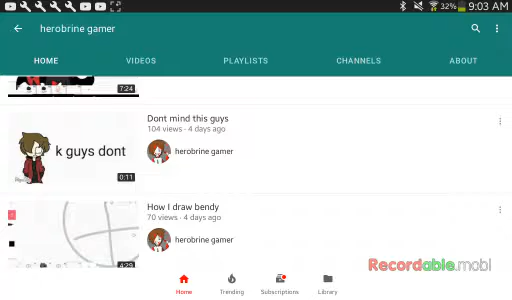 32% 9:03 AM
herobrine gamer
HOME VIDEOS PLAYLISTS CHANNELS ABOUT
7:24
k guys dont
0:11
Dont mind this guys
104 views · 4 days ago
herobrine gamer
How I draw bendy
70 views · 4 days ago
herobrine gamer
4:29
Recordable.mobi
Home Trending Subscriptions Library